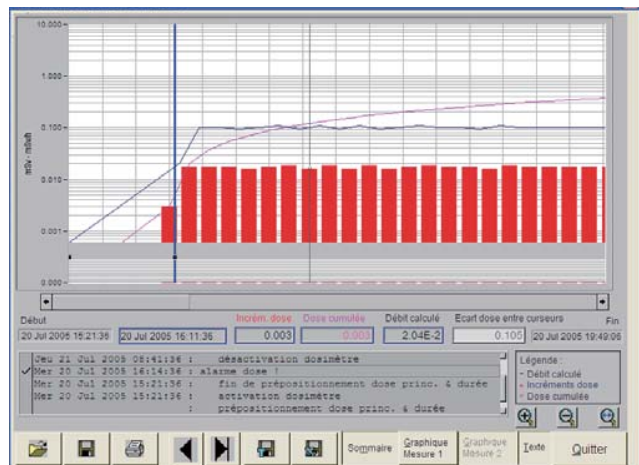 10.000
1.000
0.100
0.010
0.001
0.000
mSv - mSv/h
Début
Incrém. dose
Dose cumulée
Débit calculé
Ecart dose entre curseurs
Fin
20 Jul 2005 15:21:36
20 Jul 2005 16:11:36
0.003
0.003
2.04E-2
0.105
20 Jul 2005 19:49:06
Jeu 21 Jul 2005 08:41:36 : désactivation dosimètre
Mer 20 Jul 2005 16:14:36 : alarme dose !
Mer 20 Jul 2005 15:21:36 : fin de prépositionnement dose princ. & durée
Mer 20 Jul 2005 15:21:36 : activation dosimètre
: prépositionnement dose princ. & durée
Légende :
- Débit calculé
- Incréments dose
- Dose cumulée
Sommaire
Graphique Mesure 1
Graphique Mesure 2
Texte
Quitter